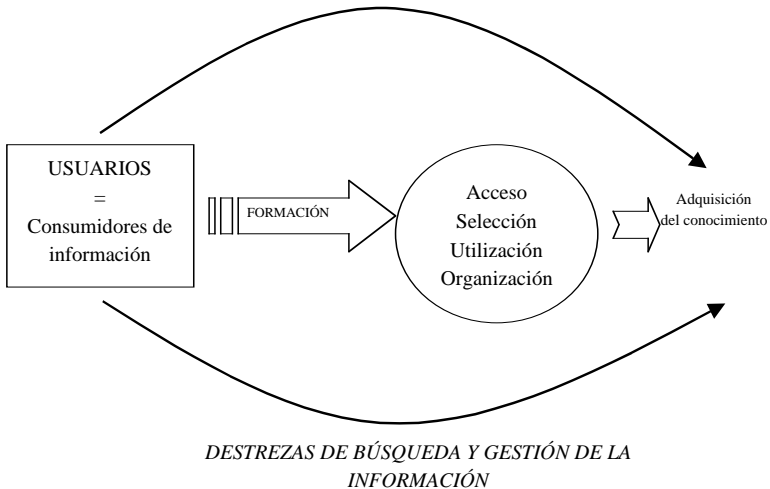 USUARIOS
=
Consumidores de
información
FORMACIÓN
Acceso
Selección
Utilización
Organización
Adquisición
del conocimiento
DESTREZAS DE BÚSQUEDA Y GESTIÓN DE LA
INFORMACIÓN